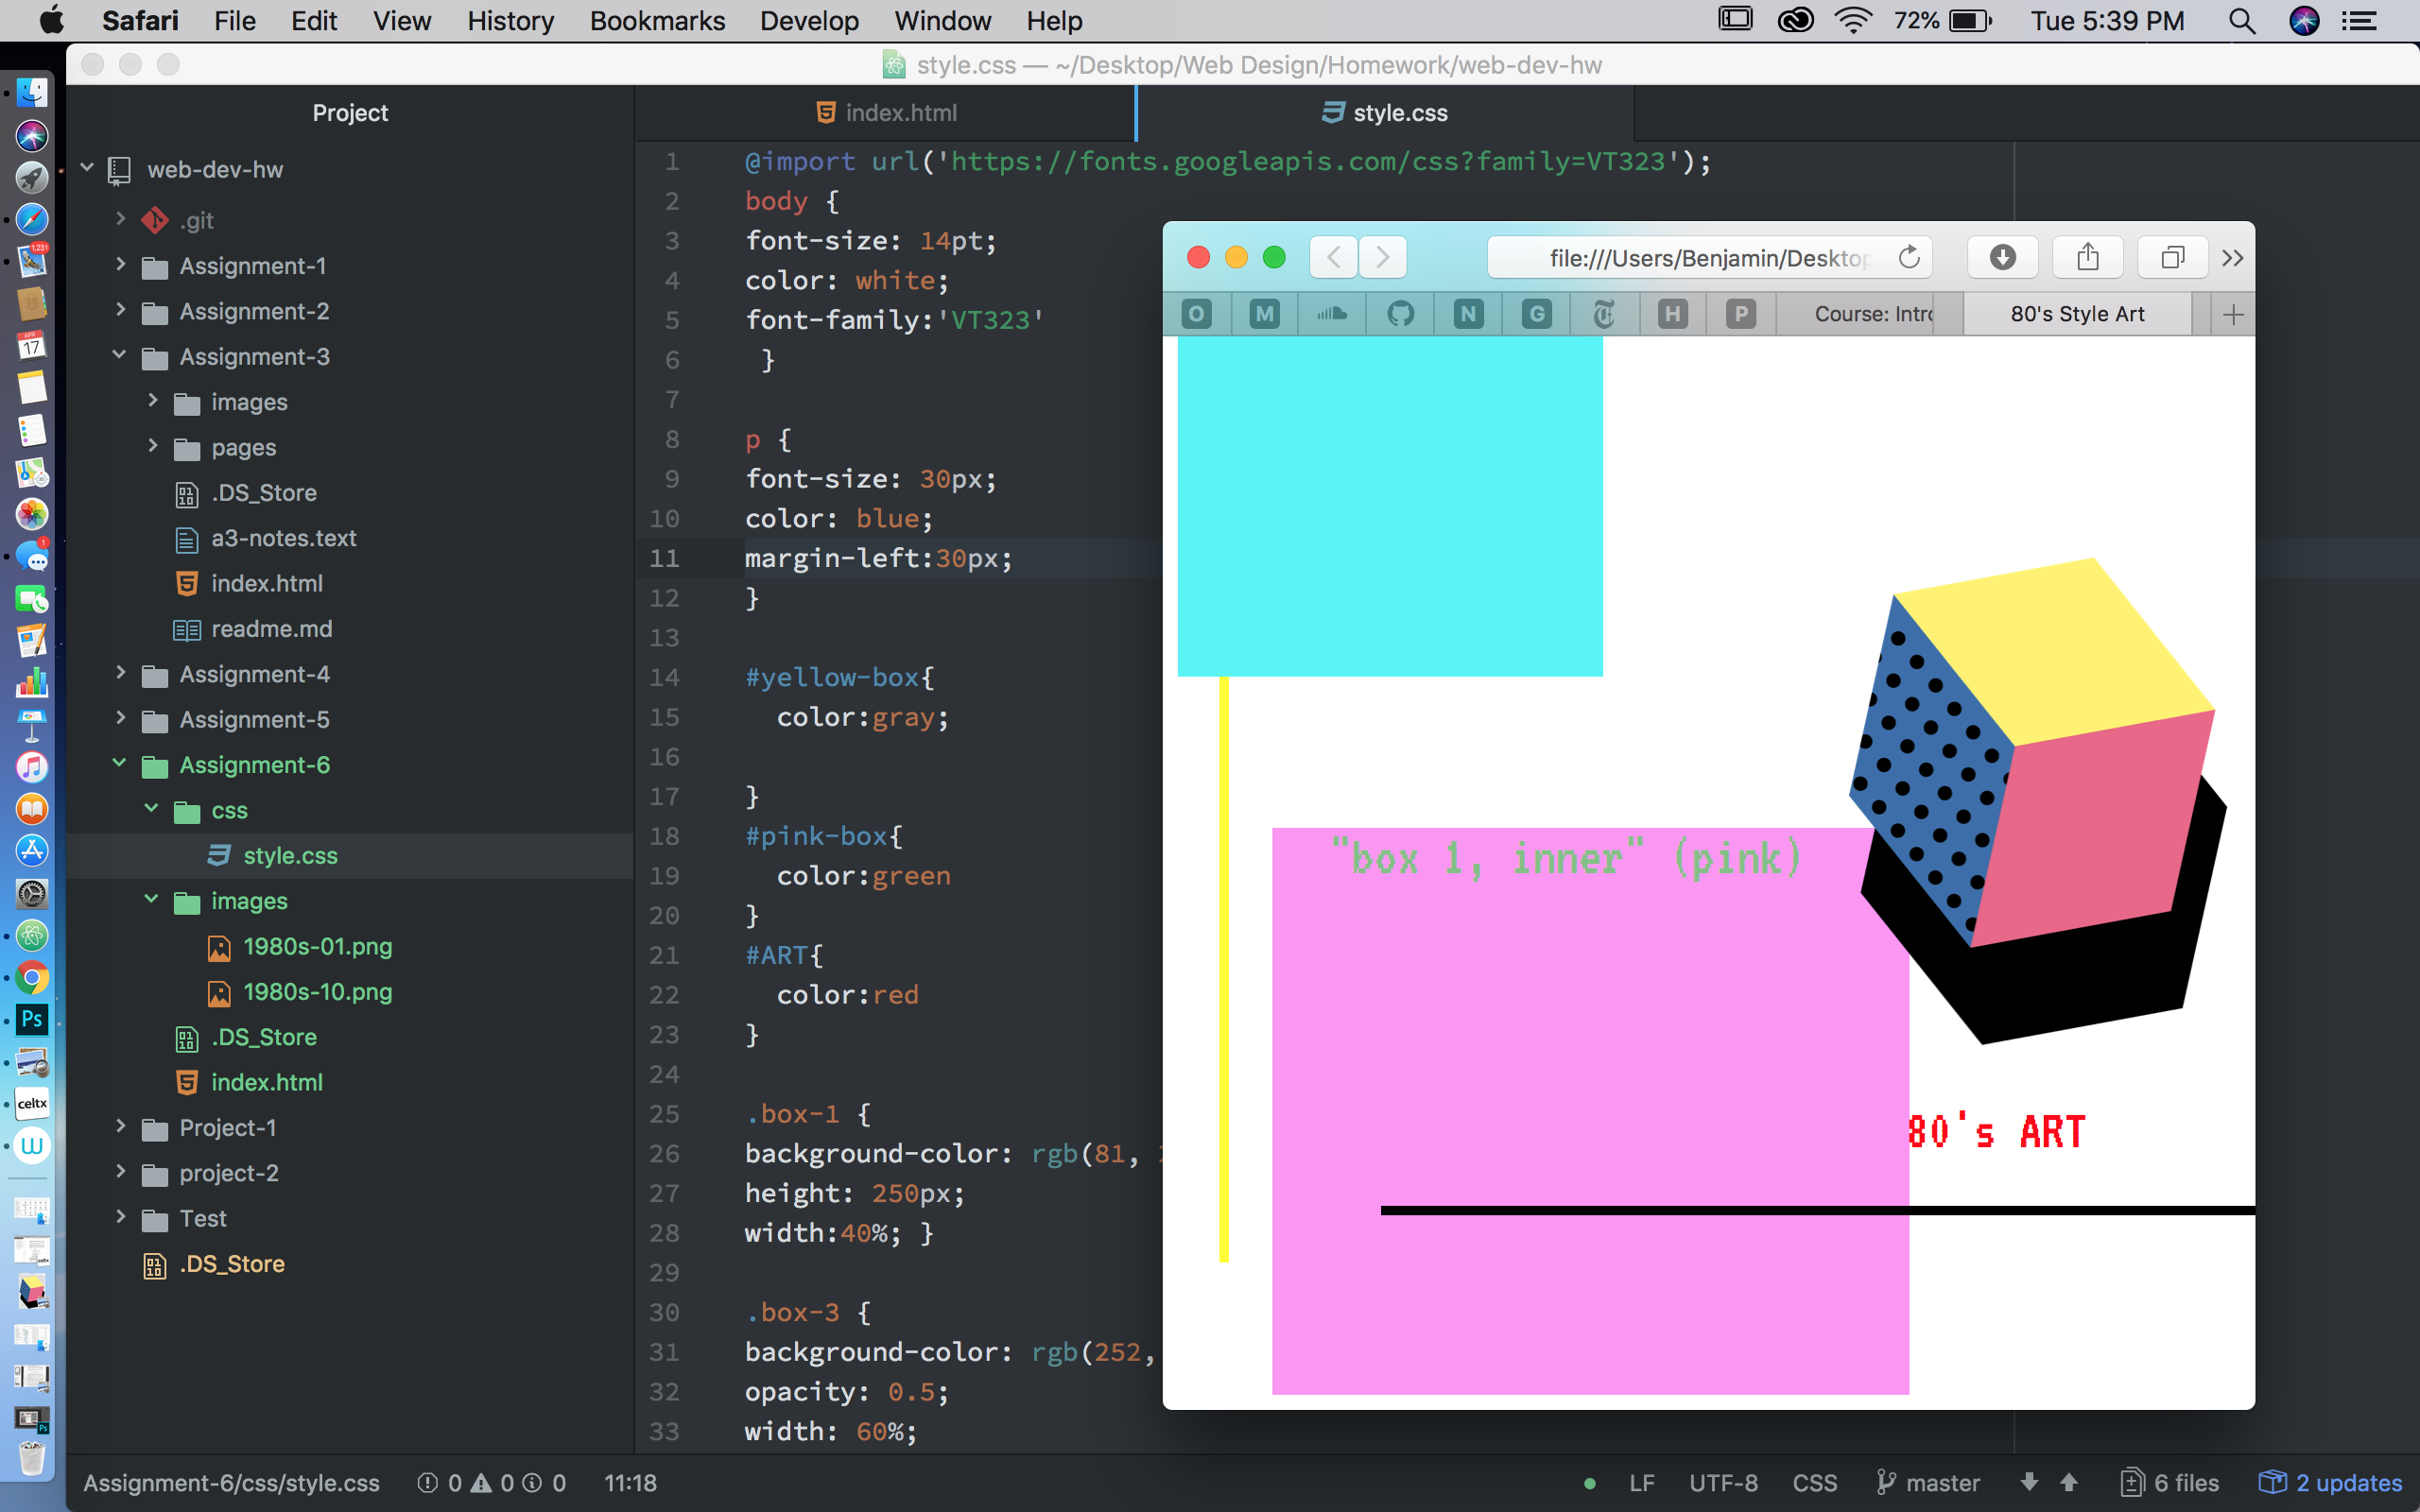 Safari File Edit View History Bookmarks Develop Window Help 72% Tue 5:39 PM
style.css — ~/Desktop/Web Design/Homework/web-dev-hw
Project
index.html
style.css
web-dev-hw
.git
Assignment-1
Assignment-2
Assignment-3
images
pages
.DS_Store
a3-notes.text
index.html
readme.md
Assignment-4
Assignment-5
Assignment-6
css
style.css
images
1980s-01.png
1980s-10.png
.DS_Store
index.html
Project-1
project-2
Test
.DS_Store
1 @import url('https://fonts.googleapis.com/css?family=VT323');
2 body {
3 font-size: 14pt;
4 color: white;
5 font-family:'VT323'
6 }
7
8 p {
9 font-size: 30px;
10 color: blue;
11 margin-left:30px;
12 }
13
14 #yellow-box{
15 color:gray;
16
17 }
18 #pink-box{
19 color:green
20 }
21 #ART{
22 color:red
23 }
24
25 .box-1 {
26 background-color: rgb(81,
27 height: 250px;
28 width:40%; }
29
30 .box-3 {
31 background-color: rgb(252,
32 opacity: 0.5;
33 width: 60%;
file:///Users/Benjamin/Desktop
O M N G T H P Course: Intro 80's Style Art
"box 1, inner" (pink)
80's ART
1,231
APR
17
1
Ps
celtx
W
Assignment-6/css/style.css 0 0 0 11:18 LF UTF-8 CSS master 6 files 2 updates